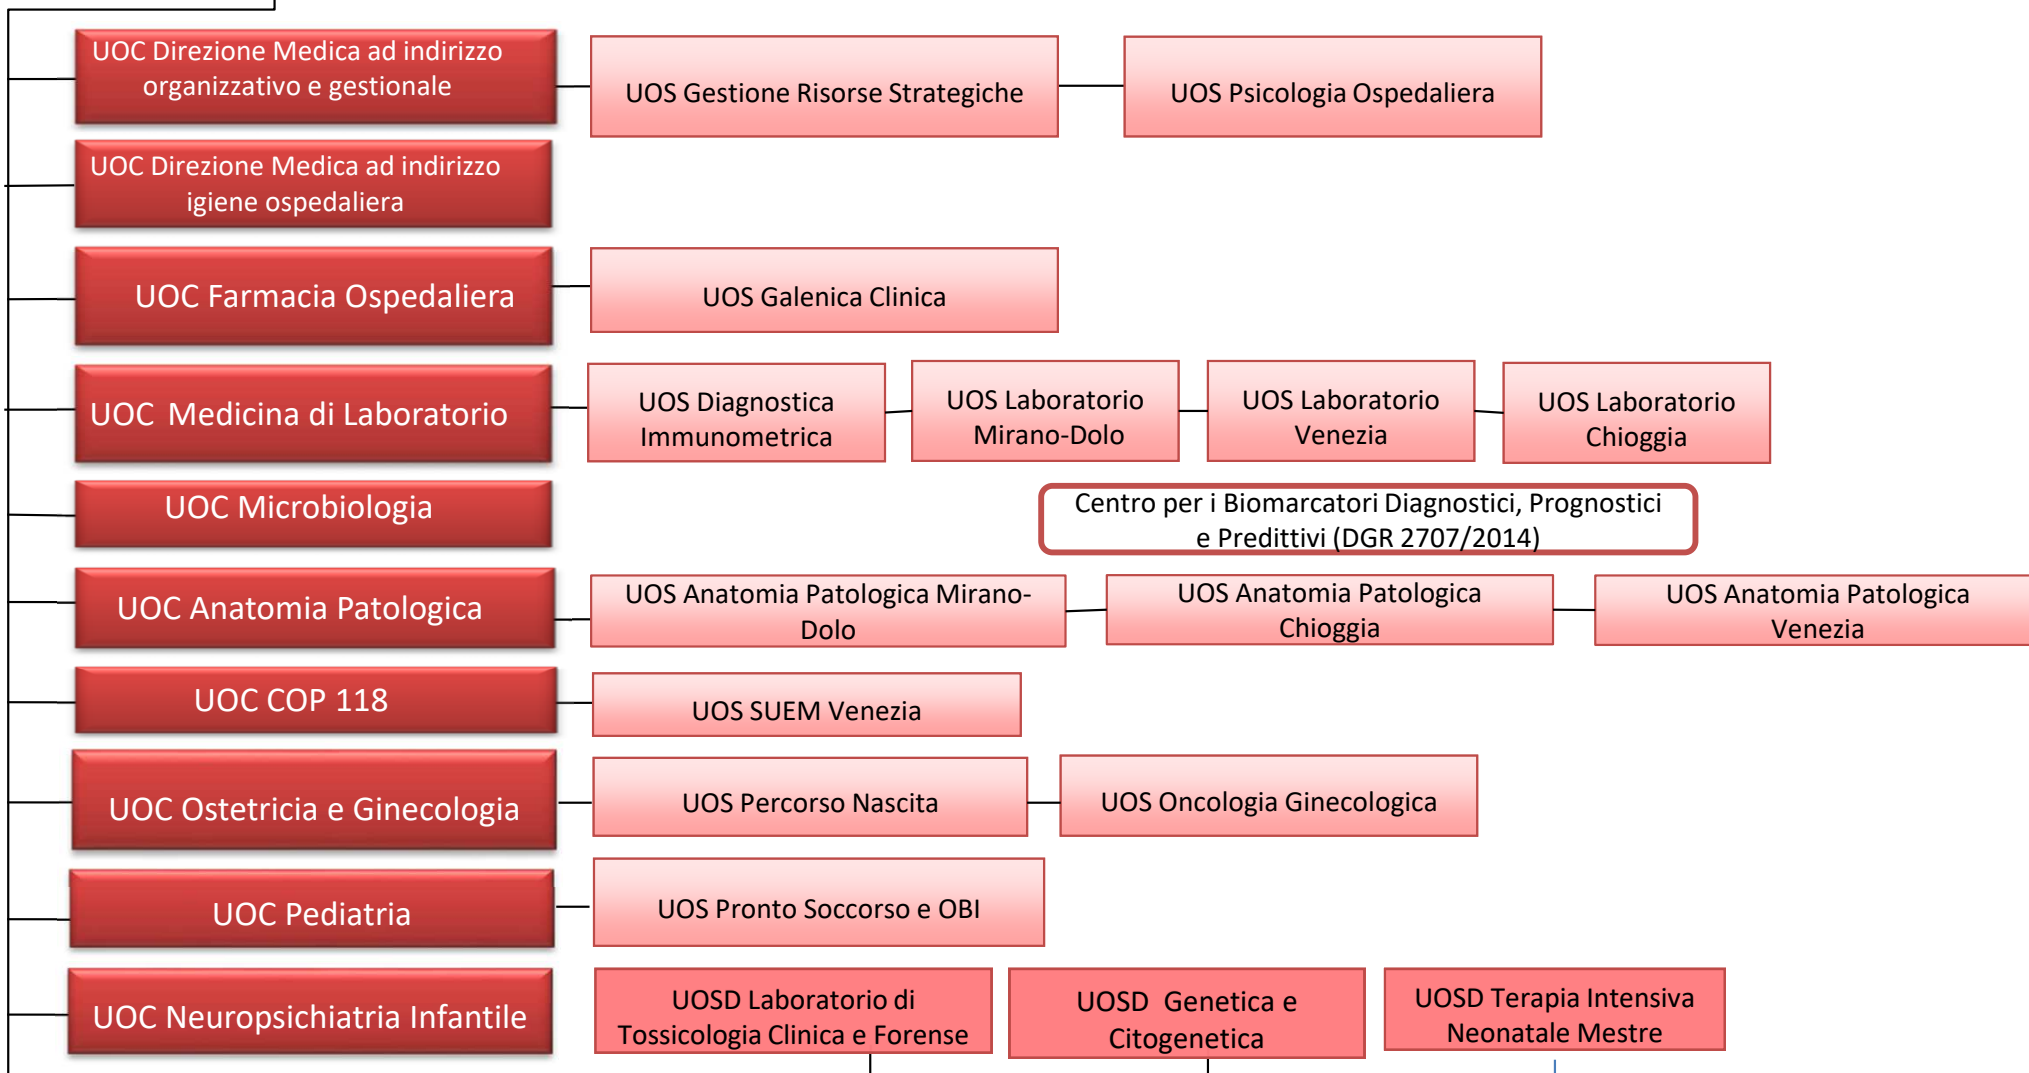 UOC Direzione Medica ad indirizzo
organizzativo e gestionale
UOS Gestione Risorse Strategiche
UOS Psicologia Ospedaliera
UOC Direzione Medica ad indirizzo
igiene ospedaliera
UOC Farmacia Ospedaliera
UOS Galenica Clinica
UOC Medicina di Laboratorio
UOS Diagnostica
Immunometrica
UOS Laboratorio
Mirano-Dolo
UOS Laboratorio
Venezia
UOS Laboratorio
Chioggia
UOC Microbiologia
Centro per i Biomarcatori Diagnostici, Prognostici
e Predittivi (DGR 2707/2014)
UOC Anatomia Patologica
UOS Anatomia Patologica Mirano-
Dolo
UOS Anatomia Patologica
Chioggia
UOS Anatomia Patologica
Venezia
UOC COP 118
UOS SUEM Venezia
UOC Ostetricia e Ginecologia
UOS Percorso Nascita
UOS Oncologia Ginecologica
UOC Pediatria
UOS Pronto Soccorso e OBI
UOC Neuropsichiatria Infantile
UOSD Laboratorio di
Tossicologia Clinica e Forense
UOSD Genetica e
Citogenetica
UOSD Terapia Intensiva
Neonatale Mestre